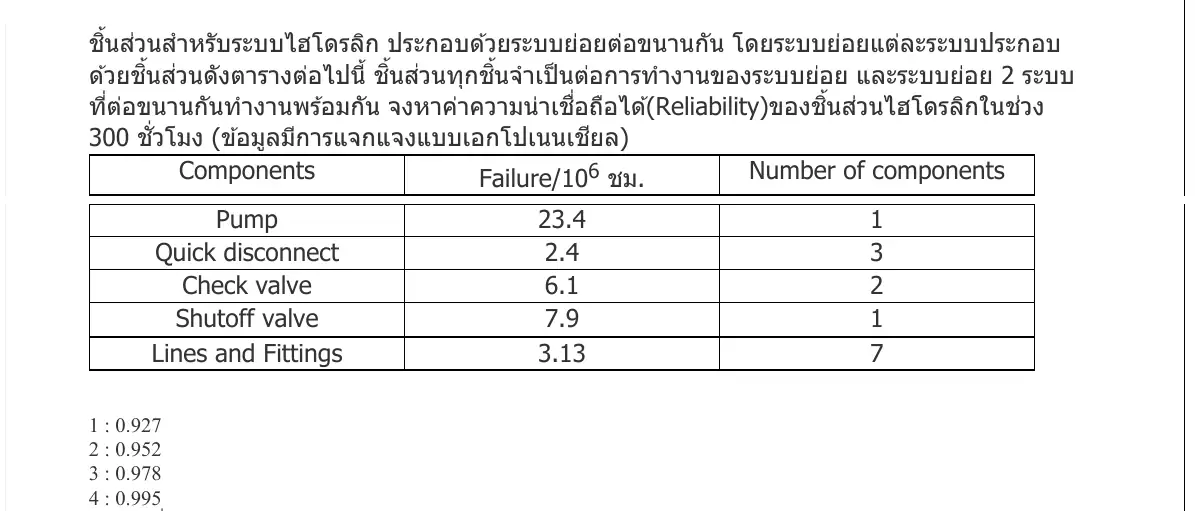 ชิ้นส่วนสำหรับระบบไฮโดรลิก ประกอบด้วยระบบย่อยต่อขนานกัน โดยระบบย่อยแต่ละระบบประกอบ
ด้วยชิ้นส่วนดังตารางต่อไปนี้ ชิ้นส่วนทุกชิ้นจำเป็นต่อการทำงานของระบบย่อย และระบบย่อย 2 ระบบ
ที่ต่อขนานกันทำงานพร้อมกัน จงหาค่าความน่าเชื่อถือได้(Reliability)ของชิ้นส่วนไฮโดรลิกในช่วง
300 ชั่วโมง (ข้อมูลมีการแจกแจงแบบเอกโปเนนเชียล)
Components Failure/10⁶ ชม. Number of components
Pump 23.4 1
Quick disconnect 2.4 3
Check valve 6.1 2
Shutoff valve 7.9 1
Lines and Fittings 3.13 7
1 : 0.927
2 : 0.952
3 : 0.978
4 : 0.995